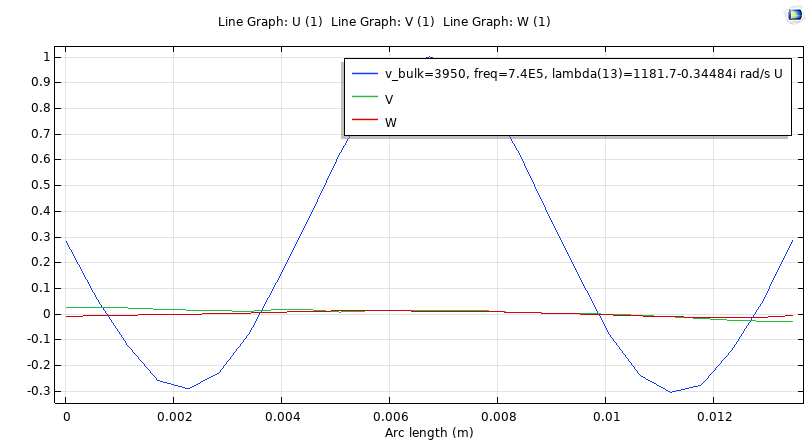 Line Graph: U (1) Line Graph: V (1) Line Graph: W (1)
v_bulk=3950, freq=7.4E5, lambda(13)=1181.7-0.34484i rad/s U
V
W
1
0.9
0.8
0.7
0.6
0.5
0.4
0.3
0.2
0.1
0
-0.1
-0.2
-0.3
0 0.002 0.004 0.006 0.008 0.01 0.012
Arc length (m)